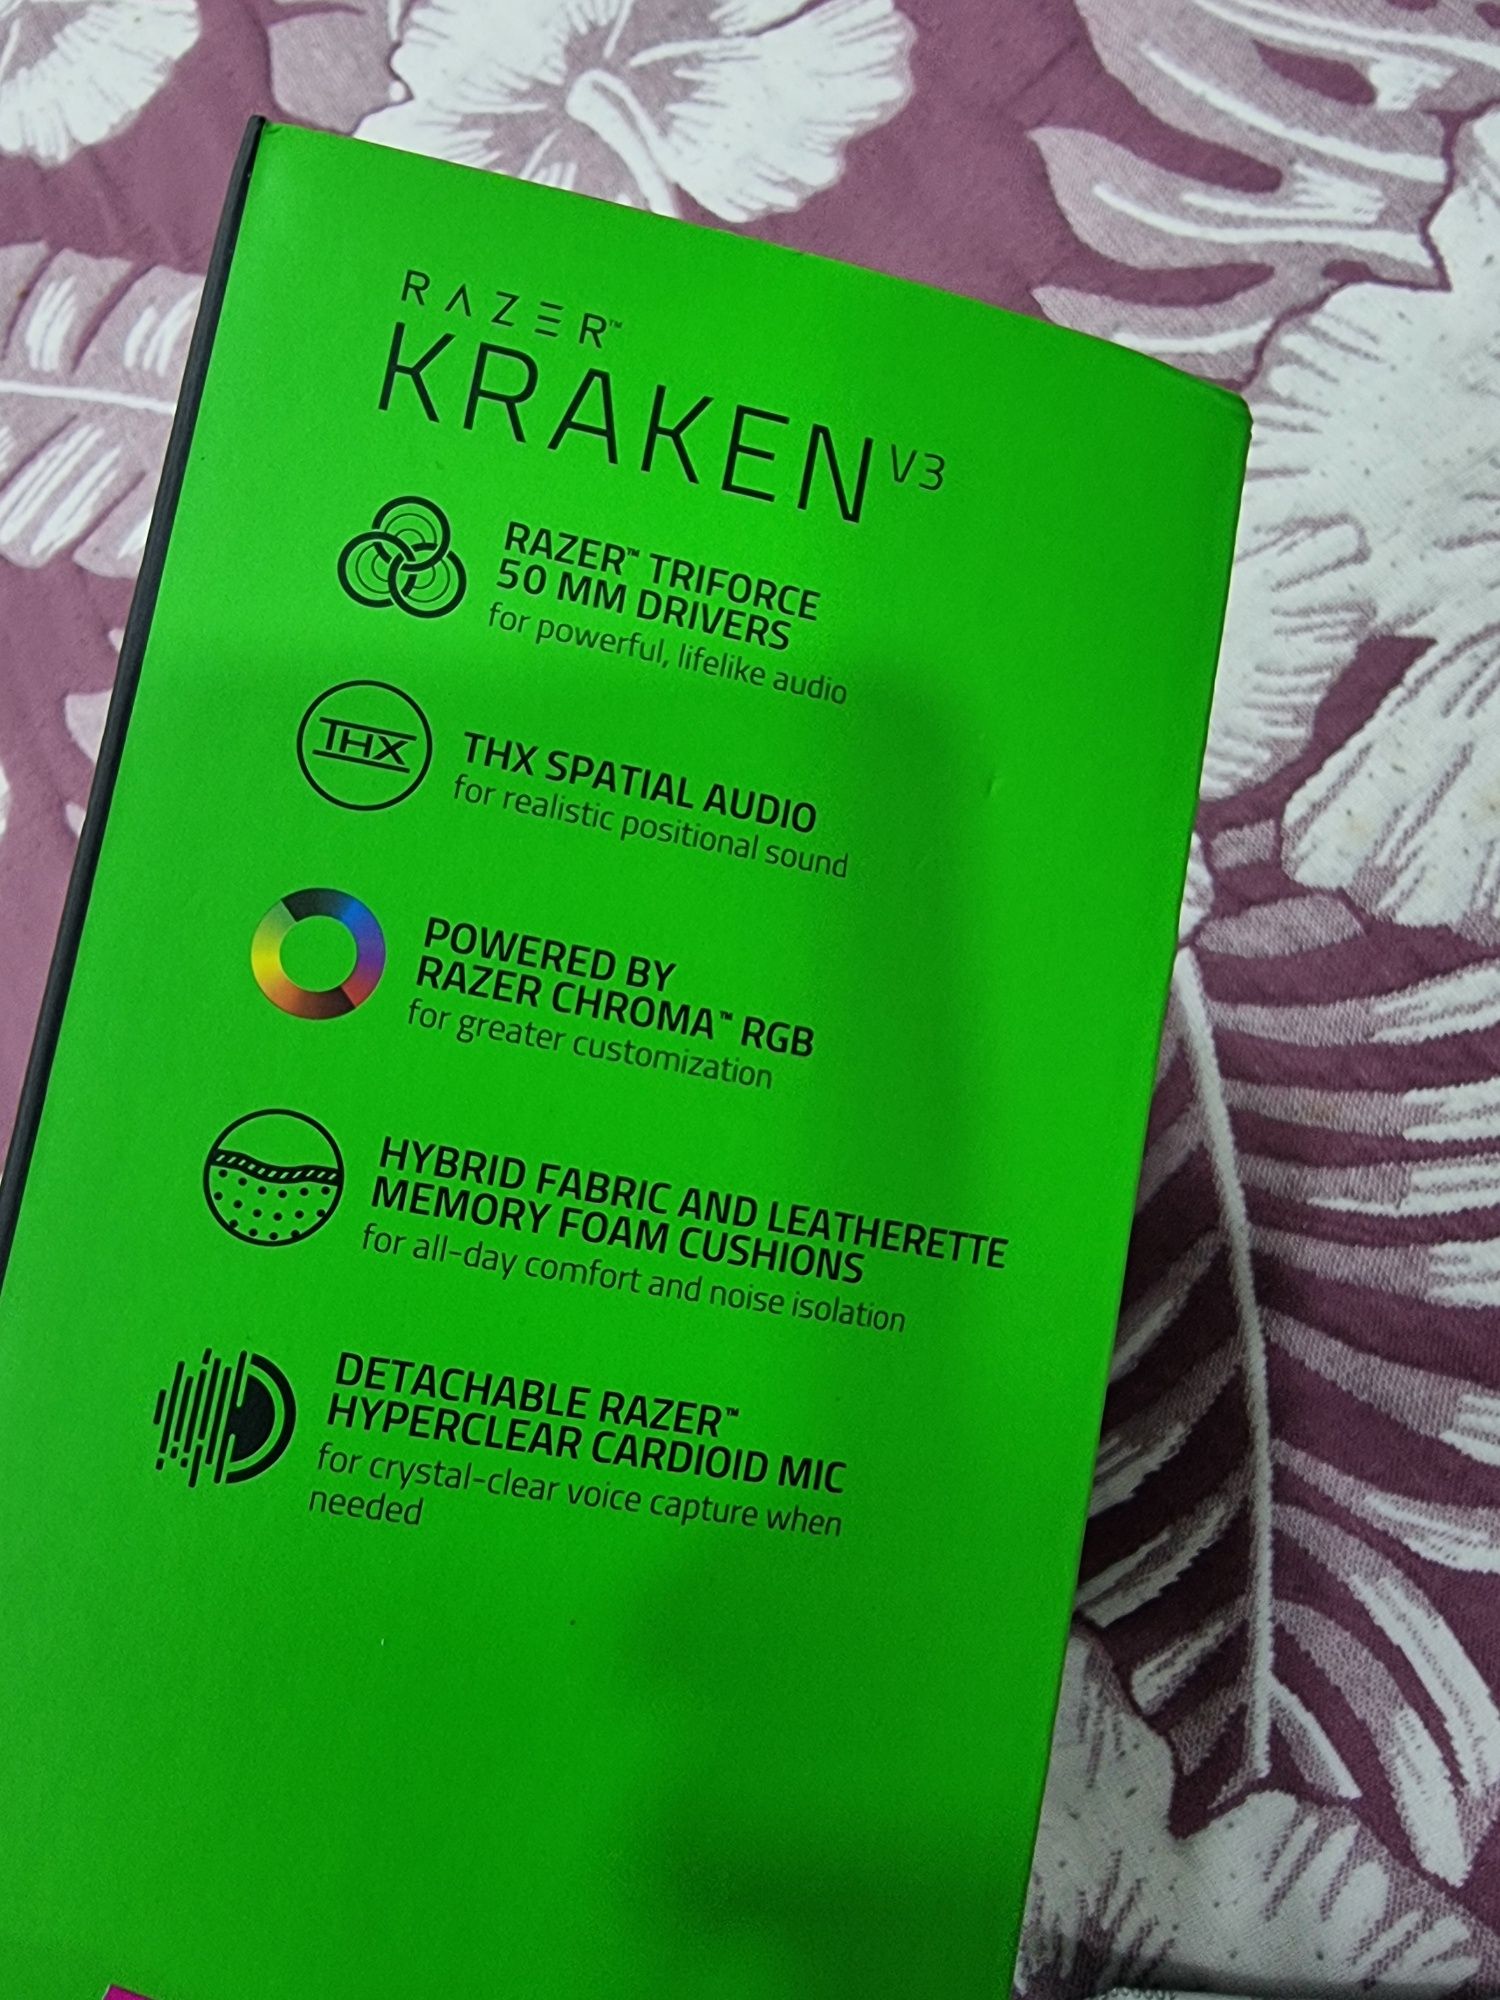 RAZER™
KRAKEN V3
RAZER™ TRIFORCE
50 MM DRIVERS
for powerful, lifelike audio
THX
THX SPATIAL AUDIO
for realistic positional sound
POWERED BY
RAZER CHROMA™ RGB
for greater customization
HYBRID FABRIC AND LEATHERETTE
MEMORY FOAM CUSHIONS
for all-day comfort and noise isolation
DETACHABLE RAZER™
HYPERCLEAR CARDIOID MIC
for crystal-clear voice capture when
needed